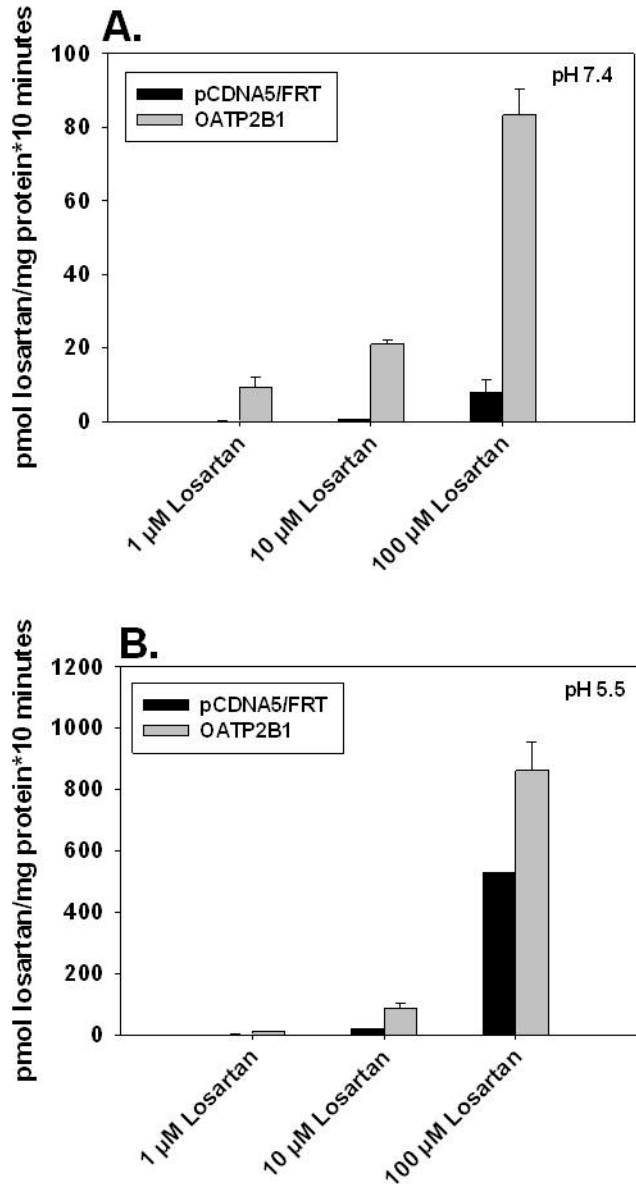 A.
pH 7.4
pCDNA5/FRT
OATP2B1
100
80
60
40
20
0
pmol losartan/mg protein*10 minutes
1 µM Losartan
10 µM Losartan
100 µM Losartan
B.
pH 5.5
pCDNA5/FRT
OATP2B1
1200
1000
800
600
400
200
0
pmol losartan/mg protein*10 minutes
1 µM Losartan
10 µM Losartan
100 µM Losartan